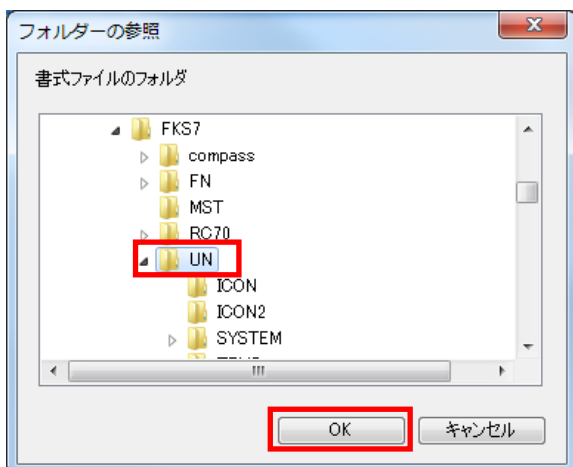 フォルダーの参照
書式ファイルのフォルダ
FKS7
compass
FN
MST
RC70
UN
ICON
ICON2
SYSTEM
OK
キャンセル